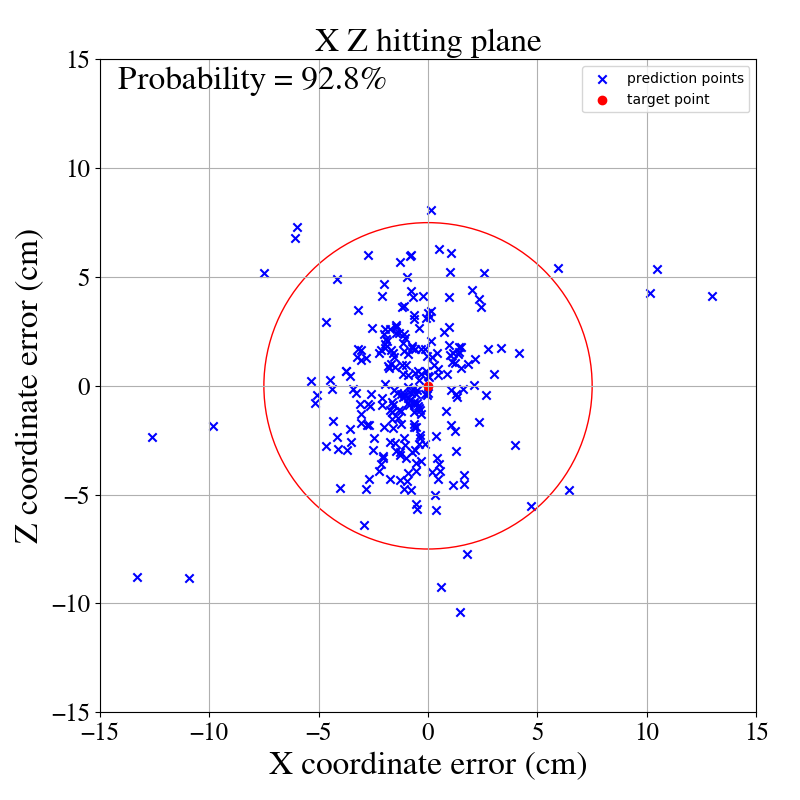 X Z hitting plane
Probability = 92.8%
prediction points
target point
15
10
5
0
−5
−10
−15
Z coordinate error (cm)
−15 −10 −5 0 5 10 15
X coordinate error (cm)